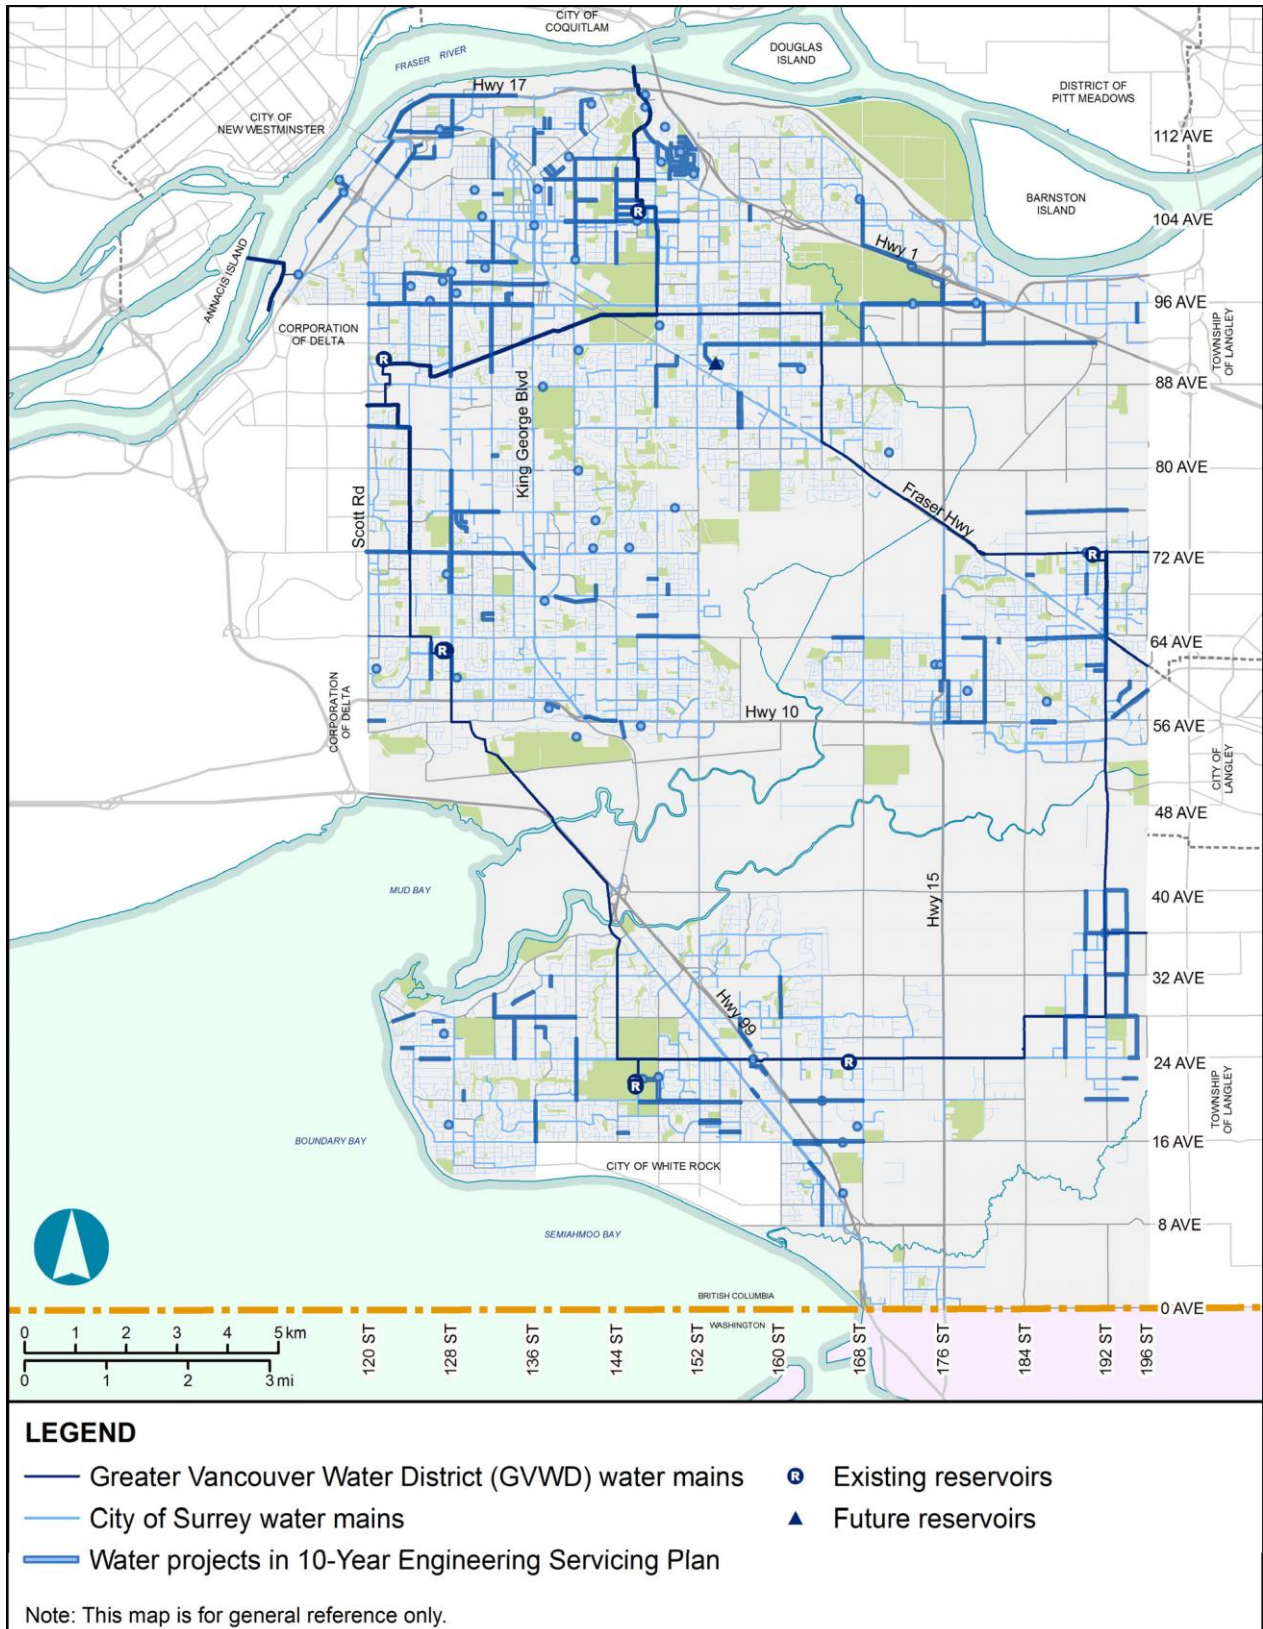 CITY OF
COQUITLAM
FRASER RIVER
DOUGLAS
ISLAND
Hwy 17
DISTRICT OF
PITT MEADOWS
CITY OF
NEW WESTMINSTER
112 AVE
BARNSTON
ISLAND
R
104 AVE
Hwy 1
ANNACIS ISLAND
96 AVE
CORPORATION
OF DELTA
TOWNSHIP
OF LANGLEY
R
88 AVE
King George Blvd
80 AVE
Scott Rd
Fraser Hwy
R
72 AVE
64 AVE
R
CORPORATION
OF DELTA
Hwy 10
56 AVE
CITY OF
LANGLEY
48 AVE
MUD BAY
Hwy 15
40 AVE
32 AVE
Hwy 99
R
24 AVE
R
TOWNSHIP
OF LANGLEY
BOUNDARY BAY
16 AVE
CITY OF WHITE ROCK
8 AVE
SEMIAHMOO BAY
BRITISH COLUMBIA
0 AVE
WASHINGTON
0 1 2 3 4 5 km
0 1 2 3 mi
120 ST
128 ST
136 ST
144 ST
152 ST
160 ST
168 ST
176 ST
184 ST
192 ST
196 ST
LEGEND
Greater Vancouver Water District (GVWD) water mains
R Existing reservoirs
City of Surrey water mains
Future reservoirs
Water projects in 10-Year Engineering Servicing Plan
Note: This map is for general reference only.